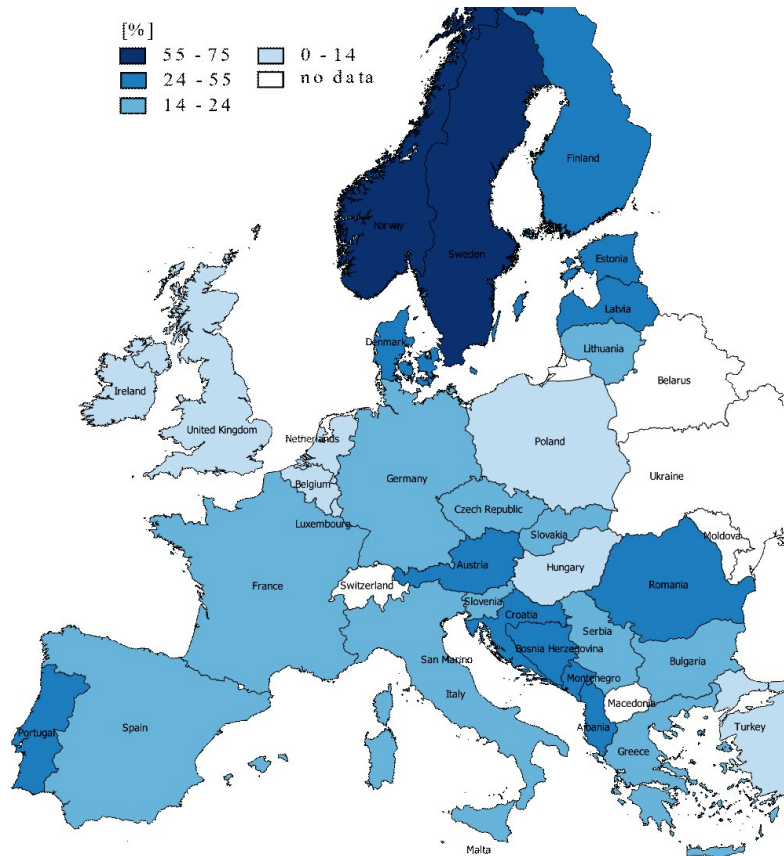 [%]
55 - 75
0 - 14
24 - 55
no data
14 - 24
Finland
Norway
Sweden
Estonia
Latvia
Denmark
Lithuania
Belarus
Ireland
United Kingdom
Netherlands
Poland
Belgium
Germany
Ukraine
Czech Republic
Luxembourg
Slovakia
Moldova
Austria
Hungary
France
Switzerland
Romania
Slovenia
Croatia
Serbia
Bosnia Herzegovina
San Marino
Bulgaria
Montenegro
Italy
Macedonia
Spain
Portugal
Albania
Turkey
Greece
Malta